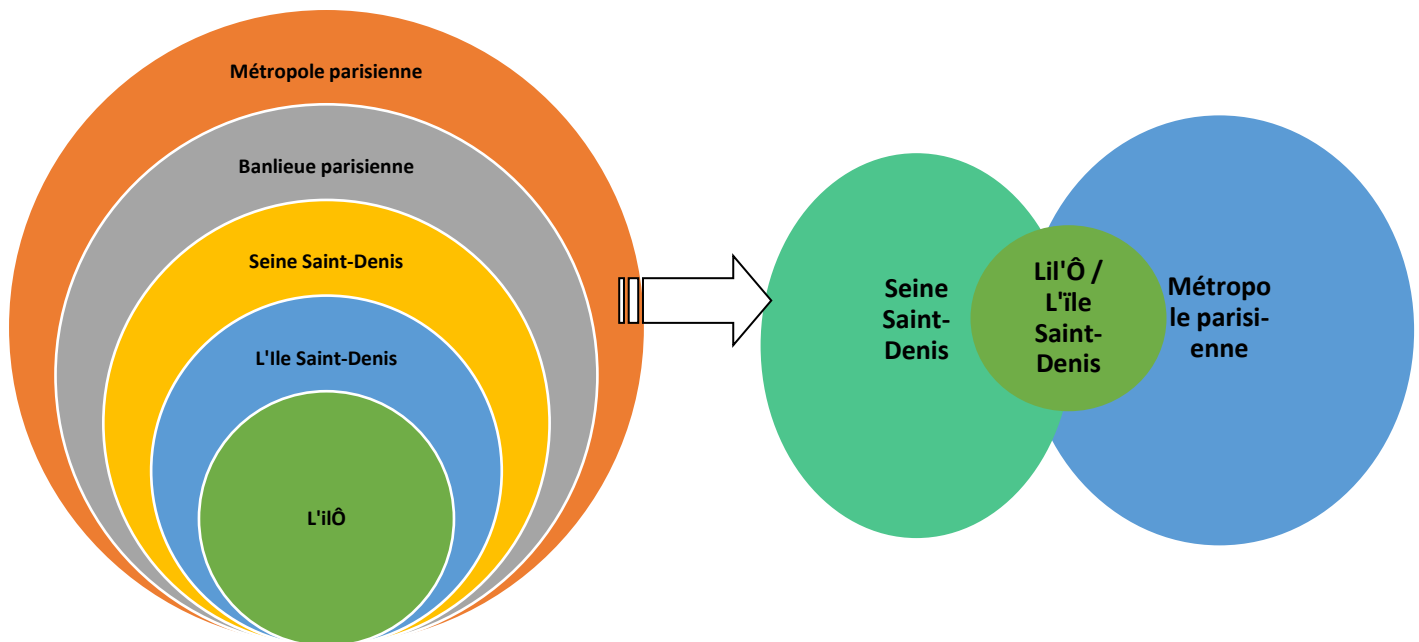 Métropole parisienne
Banlieue parisienne
Seine Saint-Denis
L'Ile Saint-Denis
L'ilÔ
Seine
Saint-
Denis
Lil'Ô /
L'ïle
Saint-
Denis
Métropo
le parisi-
enne